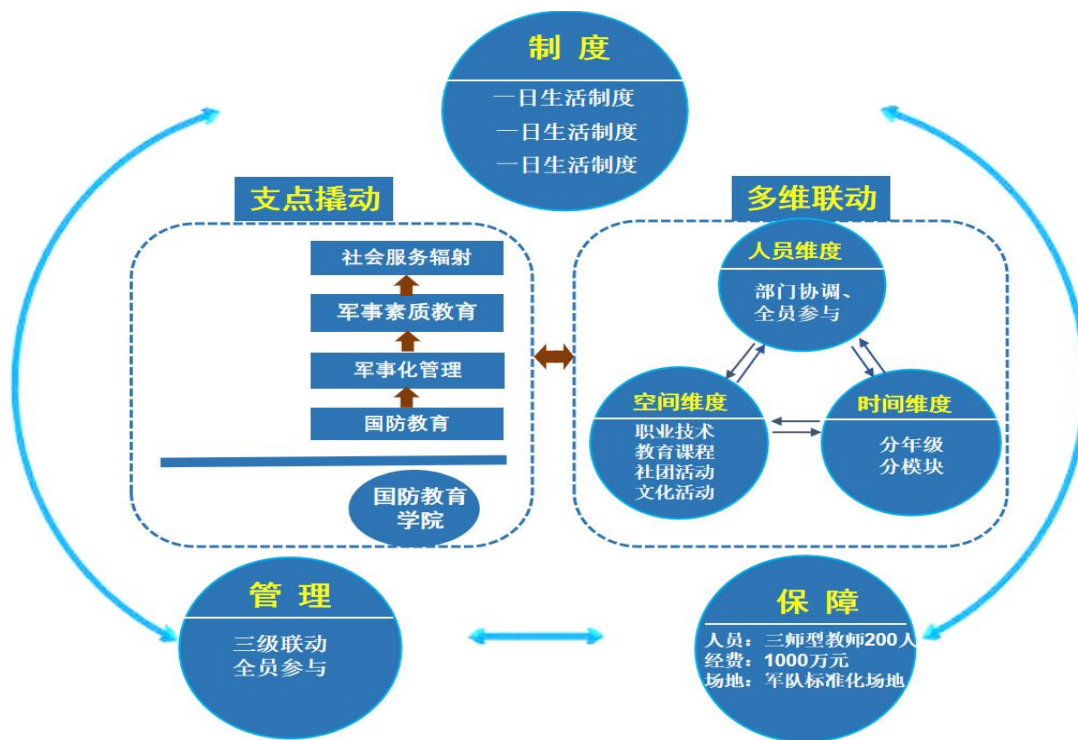 制 度
一日生活制度
一日生活制度
一日生活制度
支点撬动
社会服务辐射
军事素质教育
军事化管理
国防教育
国防教育
学院
多维联动
人员维度
部门协调、
全员参与
空间维度
职业技术
教育课程
社团活动
文化活动
时间维度
分年级
分模块
管 理
三级联动
全员参与
保 障
人员：三师型教师200人
经费：1000万元
场地：军队标准化场地